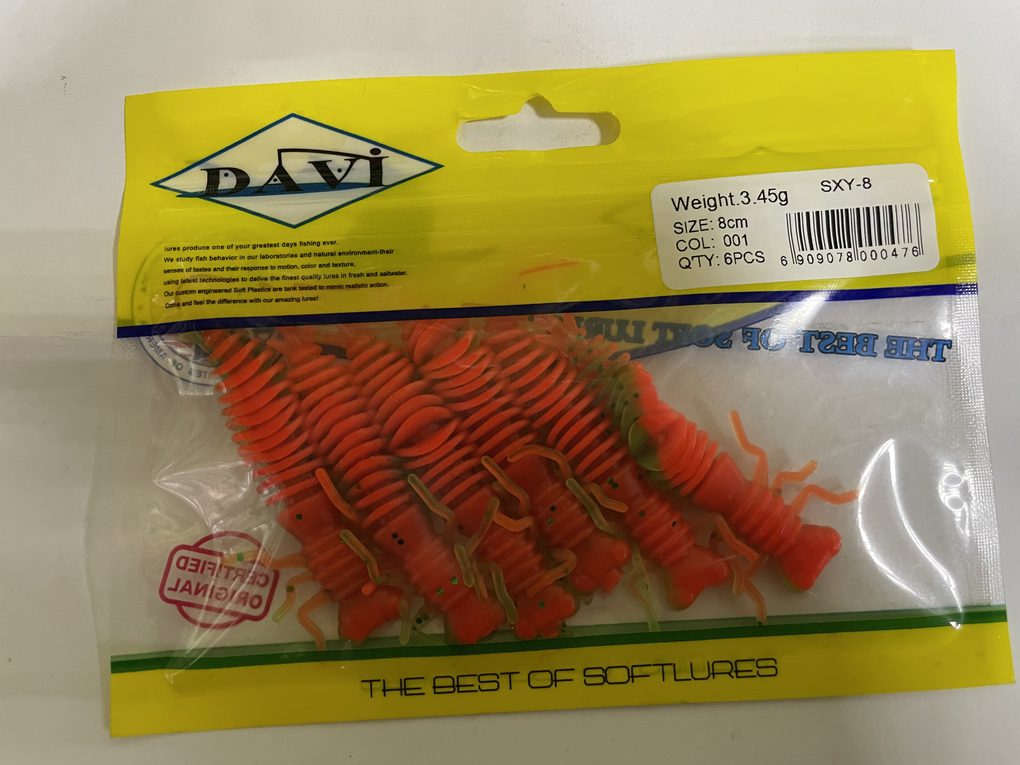 DAVİ
lures produce one of your greatest days fishing ever.
We study fish behavior in our laboratories and natural environment-their
senses of tastes and their response to motion, color and texture,
using latest technologies to delive the finest quality lures in fresh and saltwater.
Our custom engineered Soft Plastics are tank tested to mimic realistic action.
Come and feel the difference with our amazing lures!
Weight.3.45g SXY-8
SIZE: 8cm
COL: 001
Q'TY: 6PCS
6 909078 000476
THE BEST OF SOFT LURES
CERTIFIED
ORIGINAL
THE BEST OF SOFTLURES